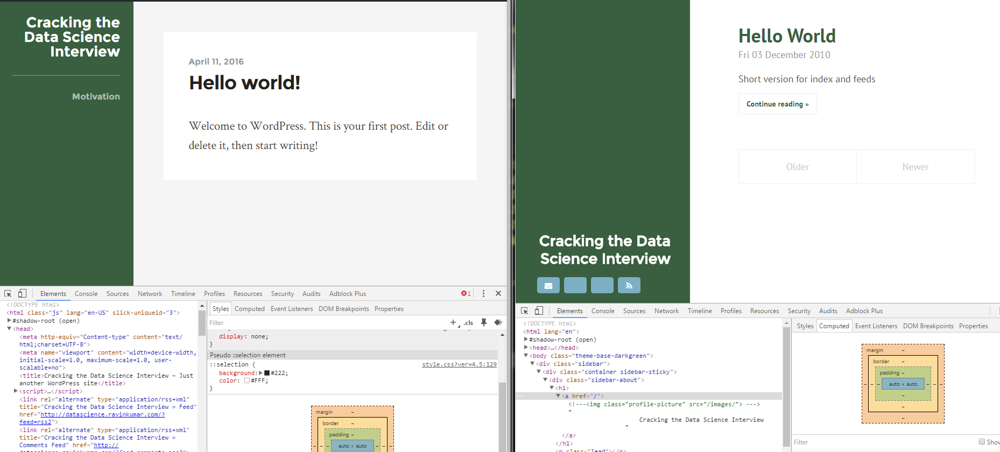 Cracking the
Data Science
Interview
Motivation
April 11, 2016
Hello world!
Welcome to WordPress. This is your first post. Edit or
delete it, then start writing!
Elements Console Sources Network Timeline Profiles Resources Security Audits Adblock Plus 1
<!DOCTYPE html>
<html class="js" lang="en-US" slick-uniqueid="3">
#shadow-root (open)
<head>
<meta http-equiv="Content-type" content="text/
html;charset=UTF-8">
<meta name="viewport" content="width=device-width,
initial-scale=1.0, maximum-scale=1.0, user-
scalable=no">
<title>Cracking the Data Science Interview – Just
another WordPress site</title>
<script>…</script>
<link rel="alternate" type="application/rss+xml"
title="Cracking the Data Science Interview » Feed"
href="http://datascience.ravinkumar.com/?
feed=rss2">
<link rel="alternate" type="application/rss+xml"
title="Cracking the Data Science Interview »
Comments Feed" href="http://
Styles Computed Event Listeners DOM Breakpoints Properties
Filter .cls
display: none;
}
Pseudo ::selection element
::selection { style.css?ver=4.5:129
background: #222;
color: #FFF;
}
margin –
border –
padding –
– – – auto × auto – – –
Hello World
Fri 03 December 2010
Short version for index and feeds
Continue reading »
Older Newer
Cracking the Data
Science Interview
Elements Console Sources Network Timeline Profiles Resources Security Audits Adblock Plus
<!DOCTYPE html>
<html lang="en">
#shadow-root (open)
<head>…</head>
<body class="theme-base-darkgreen">
<div class="sidebar">
<div class="container sidebar-sticky">
<div class="sidebar-about">
<h1>
… <a href="/">
<!---<img class="profile-picture" src="/images/"> --->
"
Cracking the Data Science Interview
"
</a>
</h1>
<p class="lead"></p>
Styles Computed Event Listeners DOM Breakpoints Properties
margin –
border –
padding –
– – – auto × auto – – –
–
–
–
Filter Show